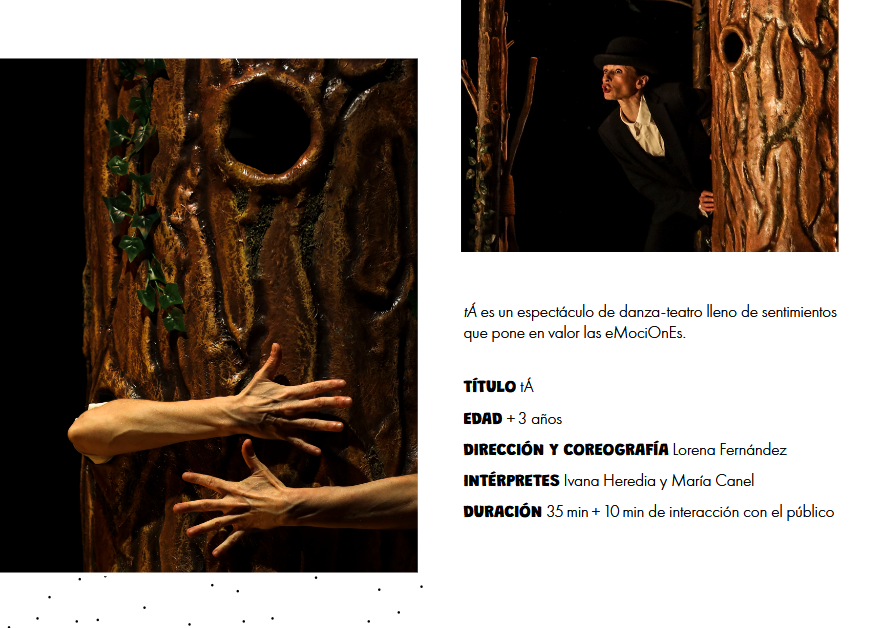 tÁ es un espectáculo de danza-teatro lleno de sentimientos
que pone en valor las eMociOnEs.
TÍTULO tÁ
EDAD + 3 años
DIRECCIÓN Y COREOGRAFÍA Lorena Fernández
INTÉRPRETES Ivana Heredia y María Canel
DURACIÓN 35 min + 10 min de interacción con el público